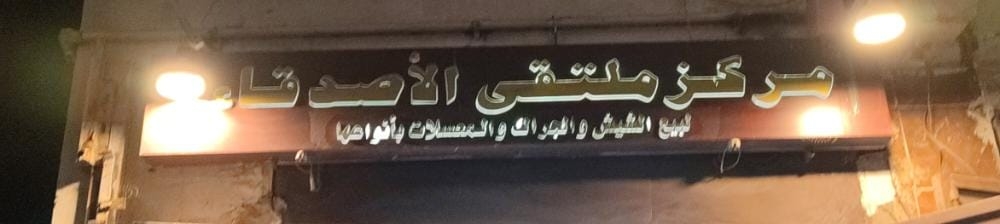 مركز ملتقى الأصدقاء
لبيع الشيش والجراك والمعسلات بأنواعها